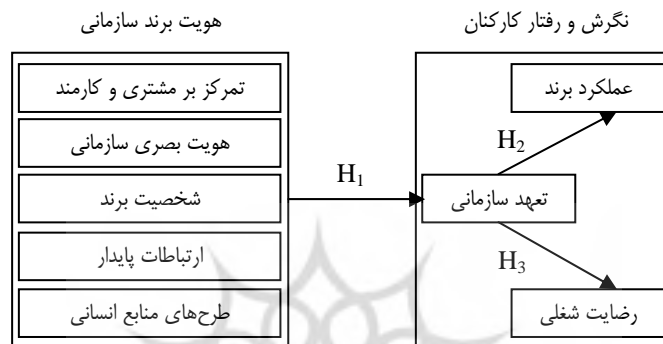 هویت برند سازمانی
نگرش و رفتار کارکنان
تمرکز بر مشتری و کارمند
هویت بصری سازمانی
شخصیت برند
ارتباطات پایدار
طرح‌های منابع انسانی
H1
تعهد سازمانی
H2
عملکرد برند
H3
رضایت شغلی